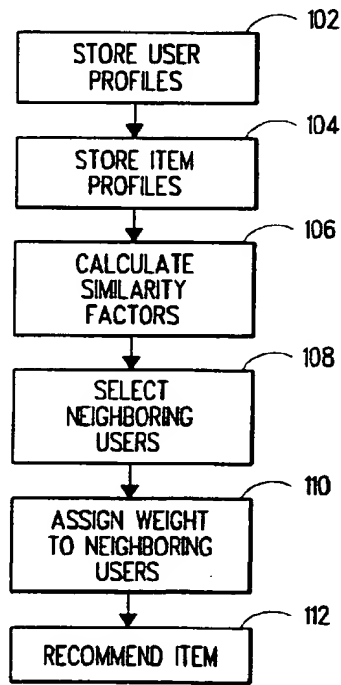 102
STORE USER
PROFILES
104
STORE ITEM
PROFILES
106
CALCULATE
SIMILARITY
FACTORS
108
SELECT
NEIGHBORING
USERS
110
ASSIGN WEIGHT
TO NEIGHBORING
USERS
112
RECOMMEND ITEM